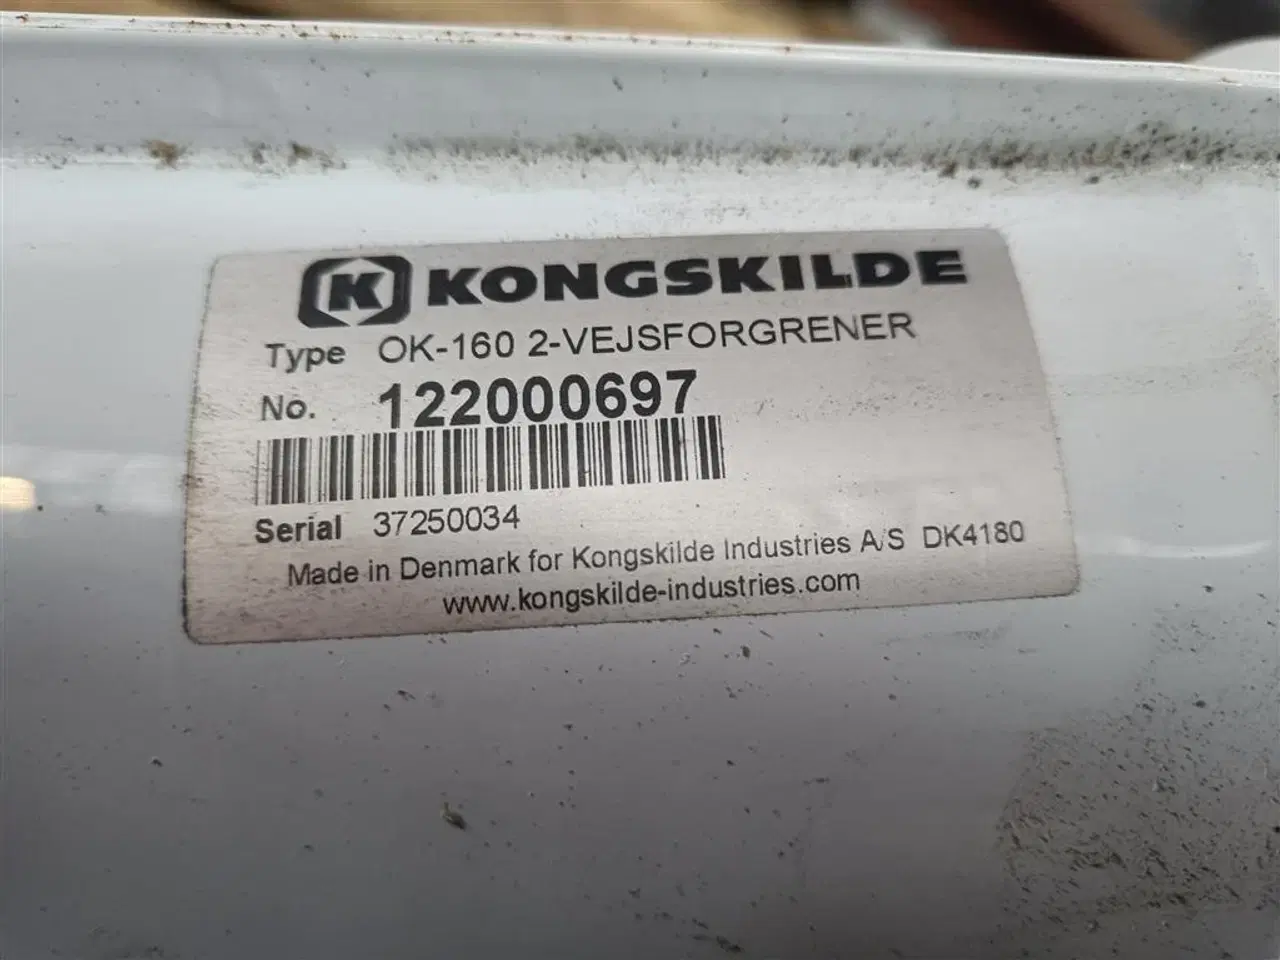 K KONGSKILDE
Type OK-160 2-VEJSFORGRENER
No. 122000697
Serial 37250034
Made in Denmark for Kongskilde Industries A/S DK4180
www.kongskilde-industries.com